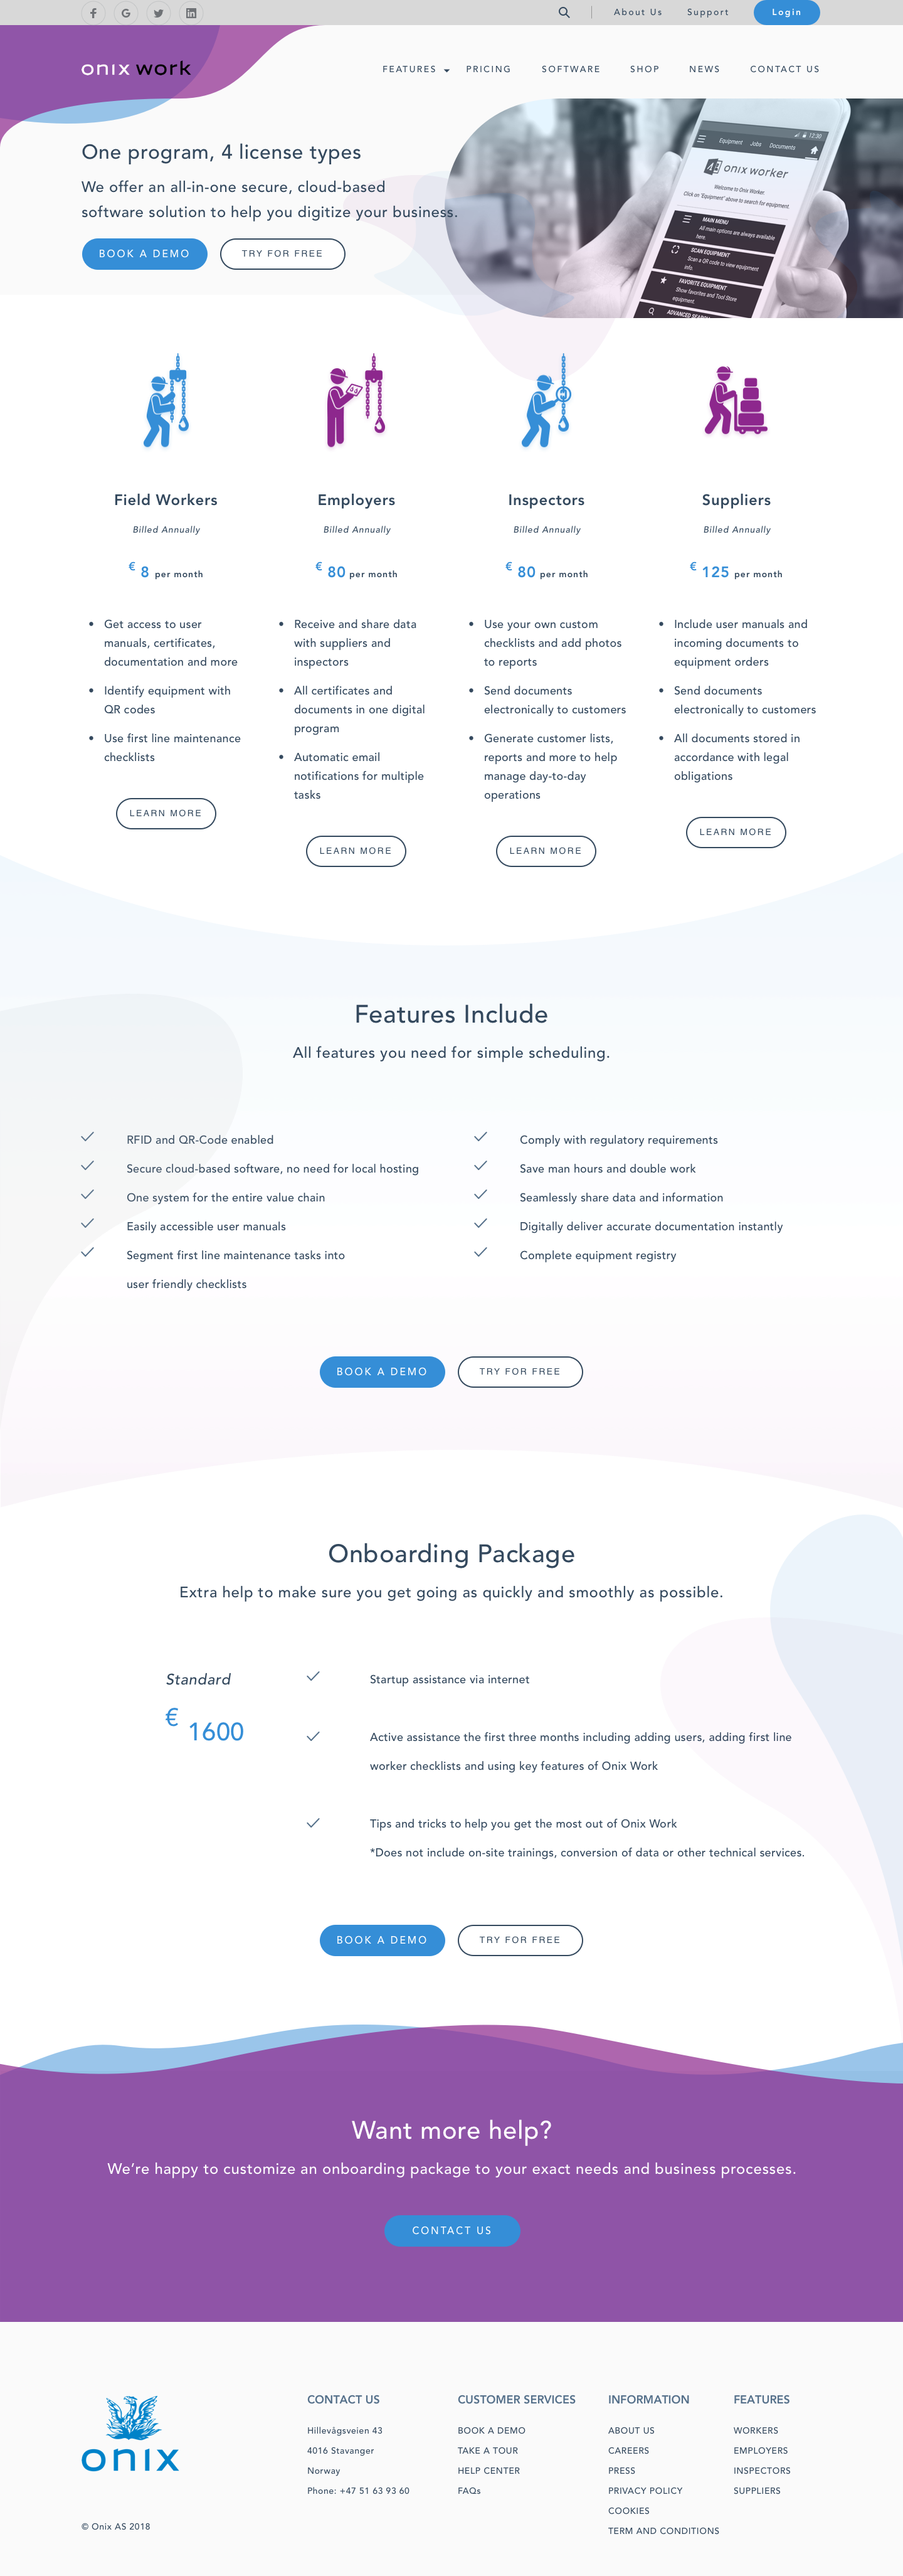 About Us Support Login
onix work
FEATURES PRICING SOFTWARE SHOP NEWS CONTACT US
One program, 4 license types
We offer an all-in-one secure, cloud-based
software solution to help you digitize your business.
BOOK A DEMO TRY FOR FREE
12:30
Equipment Jobs Documents
onix worker
Welcome to Onix Worker.
Click on 'Equipment' above to search for equipment.
MAIN MENU
All main options are always available
here.
SCAN EQUIPMENT
Scan a QR code to view equipment
info.
FAVORITE EQUIPMENT
Show favorites and Tool Store
equipment.
ADVANCED SEARCH
Field Workers
Billed Annually
€ 8 per month
Get access to user
manuals, certificates,
documentation and more
Identify equipment with
QR codes
Use first line maintenance
checklists
LEARN MORE
Employers
Billed Annually
€ 80 per month
Receive and share data
with suppliers and
inspectors
All certificates and
documents in one digital
program
Automatic email
notifications for multiple
tasks
LEARN MORE
Inspectors
Billed Annually
€ 80 per month
Use your own custom
checklists and add photos
to reports
Send documents
electronically to customers
Generate customer lists,
reports and more to help
manage day-to-day
operations
LEARN MORE
Suppliers
Billed Annually
€ 125 per month
Include user manuals and
incoming documents to
equipment orders
Send documents
electronically to customers
All documents stored in
accordance with legal
obligations
LEARN MORE
Features Include
All features you need for simple scheduling.
RFID and QR-Code enabled
Secure cloud-based software, no need for local hosting
One system for the entire value chain
Easily accessible user manuals
Segment first line maintenance tasks into
user friendly checklists
Comply with regulatory requirements
Save man hours and double work
Seamlessly share data and information
Digitally deliver accurate documentation instantly
Complete equipment registry
BOOK A DEMO TRY FOR FREE
Onboarding Package
Extra help to make sure you get going as quickly and smoothly as possible.
Standard
€ 1600
Startup assistance via internet
Active assistance the first three months including adding users, adding first line
worker checklists and using key features of Onix Work
Tips and tricks to help you get the most out of Onix Work
*Does not include on-site trainings, conversion of data or other technical services.
BOOK A DEMO TRY FOR FREE
Want more help?
We're happy to customize an onboarding package to your exact needs and business processes.
CONTACT US
onix
© Onix AS 2018
CONTACT US
Hillevågsveien 43
4016 Stavanger
Norway
Phone: +47 51 63 93 60
CUSTOMER SERVICES
BOOK A DEMO
TAKE A TOUR
HELP CENTER
FAQs
INFORMATION
ABOUT US
CAREERS
PRESS
PRIVACY POLICY
COOKIES
TERM AND CONDITIONS
FEATURES
WORKERS
EMPLOYERS
INSPECTORS
SUPPLIERS